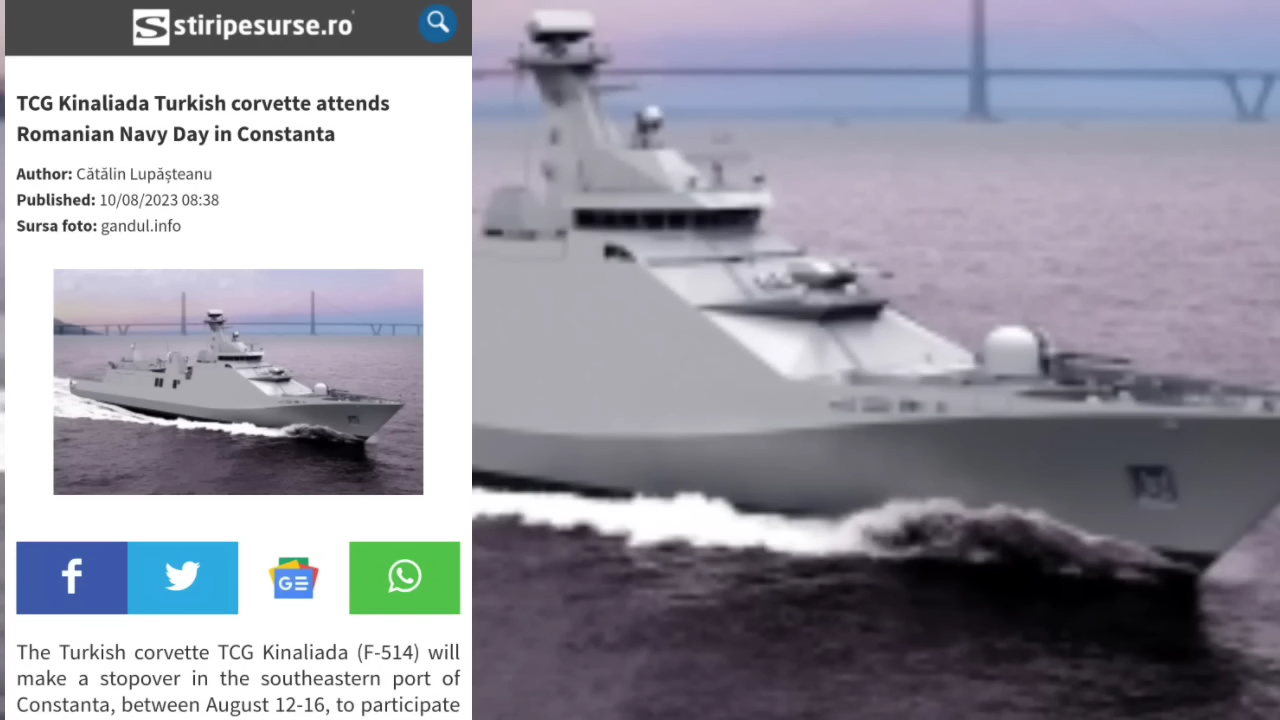 stiripesurse.ro
TCG Kinaliada Turkish corvette attends
Romanian Navy Day in Constanta
Author: Cătălin Lupășteanu
Published: 10/08/2023 08:38
Sursa foto: gandul.info
f
GE
The Turkish corvette TCG Kinaliada (F-514) will
make a stopover in the southeastern port of
Constanta, between August 12-16, to participate